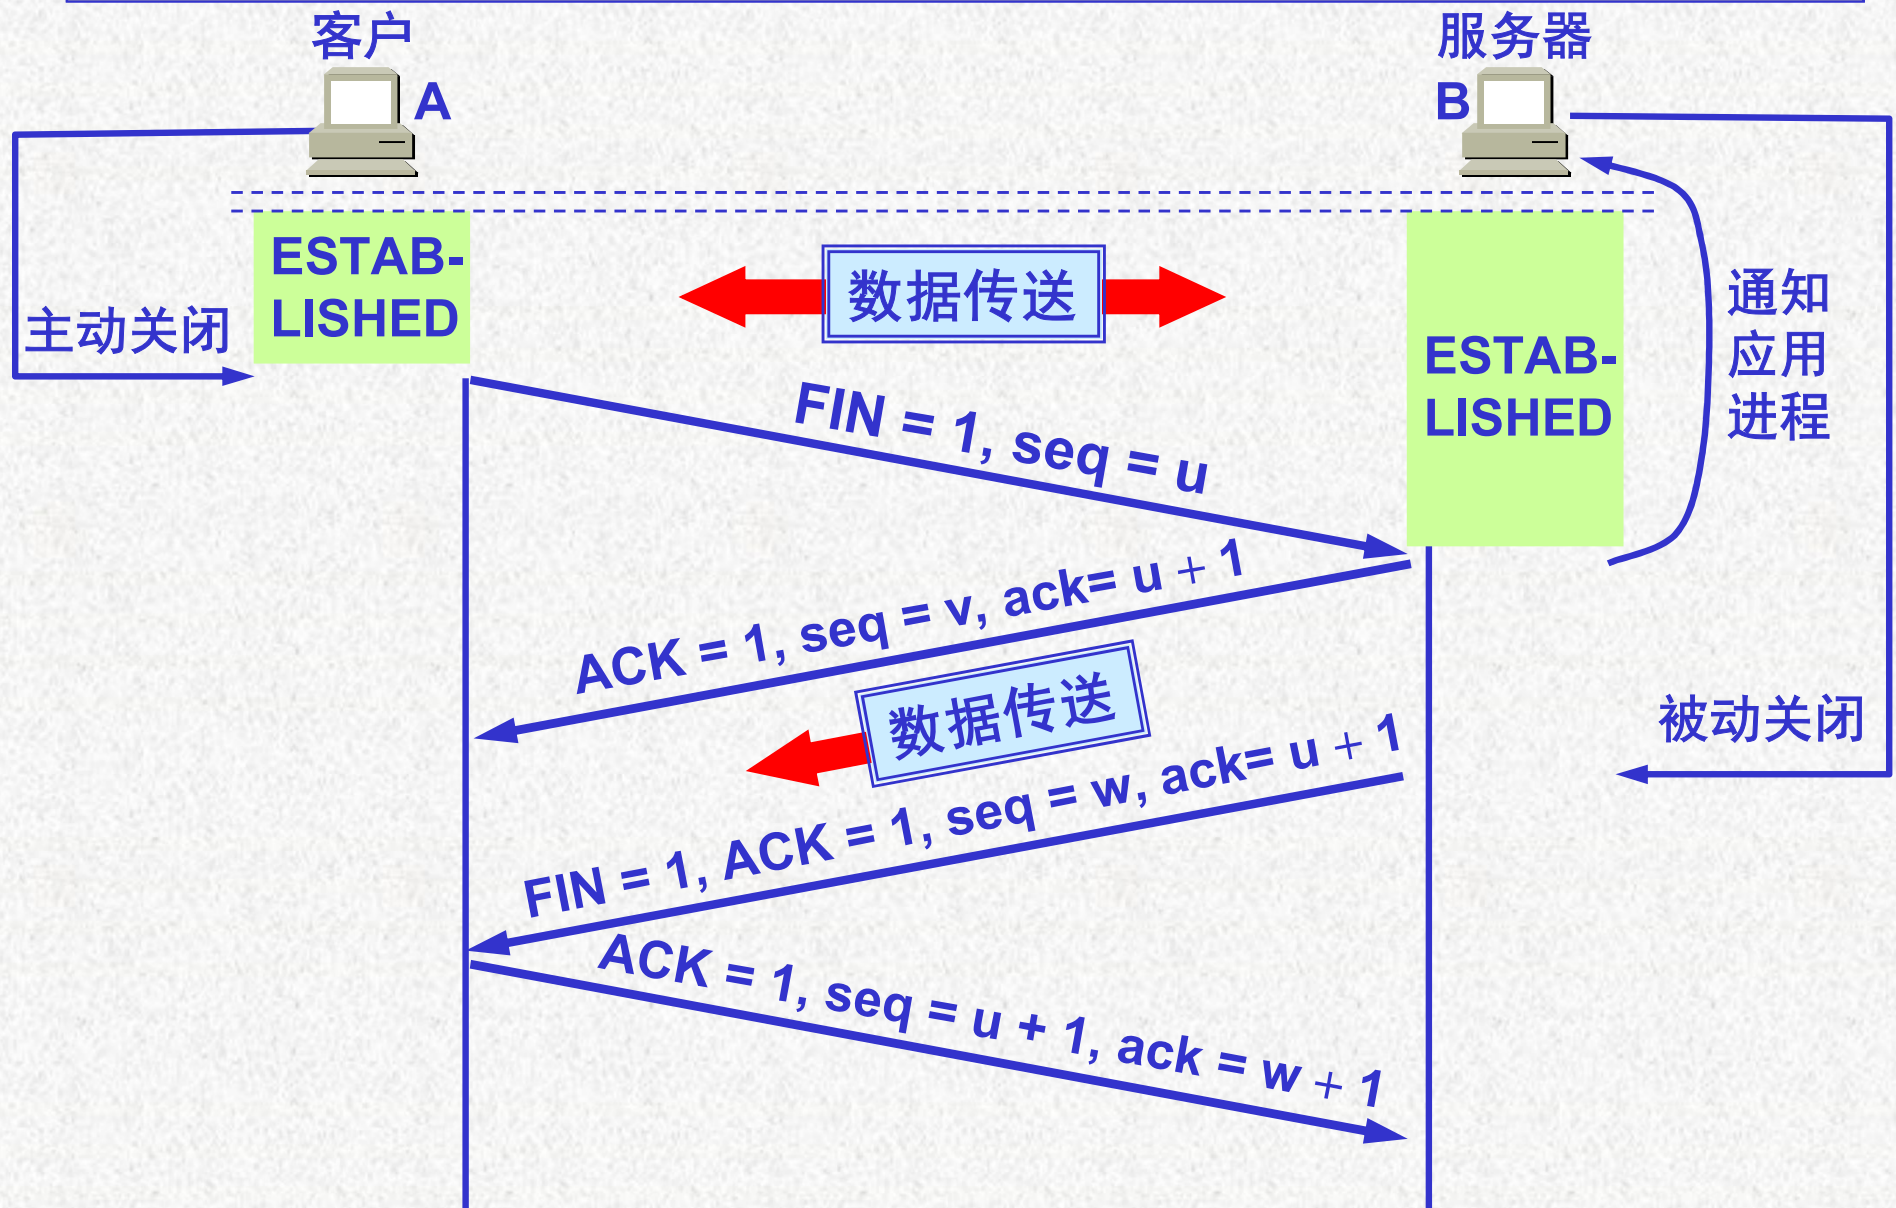 客户
服务器
A
B
ESTAB-
LISHED
数据传送
主动关闭
ESTAB-
LISHED
通知
应用
进程
FIN = 1, seq = u
ACK = 1, seq = v, ack= u + 1
数据传送
被动关闭
FIN = 1, ACK = 1, seq = w, ack= u + 1
ACK = 1, seq = u + 1, ack = w + 1